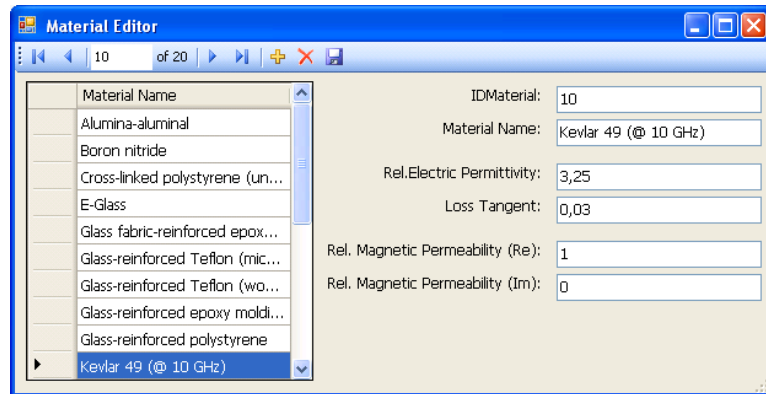 Material Editor
10 of 20
Material Name
Alumina-aluminal
Boron nitride
Cross-linked polystyrene (un...
E-Glass
Glass fabric-reinforced epox...
Glass-reinforced Teflon (mic...
Glass-reinforced Teflon (wo...
Glass-reinforced epoxy moldi...
Glass-reinforced polystyrene
Kevlar 49 (@ 10 GHz)
IDMaterial: 10
Material Name: Kevlar 49 (@ 10 GHz)
Rel.Electric Permittivity: 3,25
Loss Tangent: 0,03
Rel. Magnetic Permeability (Re): 1
Rel. Magnetic Permeability (Im): 0